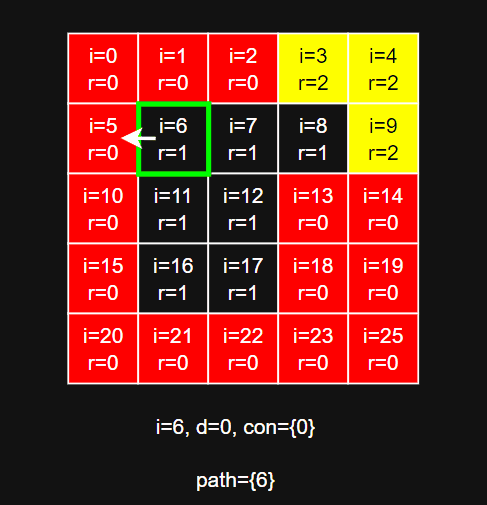 i=0 i=1 i=2 i=3 i=4
r=0 r=0 r=0 r=2 r=2
i=5 i=6 i=7 i=8 i=9
r=0 r=1 r=1 r=1 r=2
i=10 i=11 i=12 i=13 i=14
r=0 r=1 r=1 r=0 r=0
i=15 i=16 i=17 i=18 i=19
r=0 r=1 r=1 r=0 r=0
i=20 i=21 i=22 i=23 i=25
r=0 r=0 r=0 r=0 r=0
i=6, d=0, con={0}
path={6}